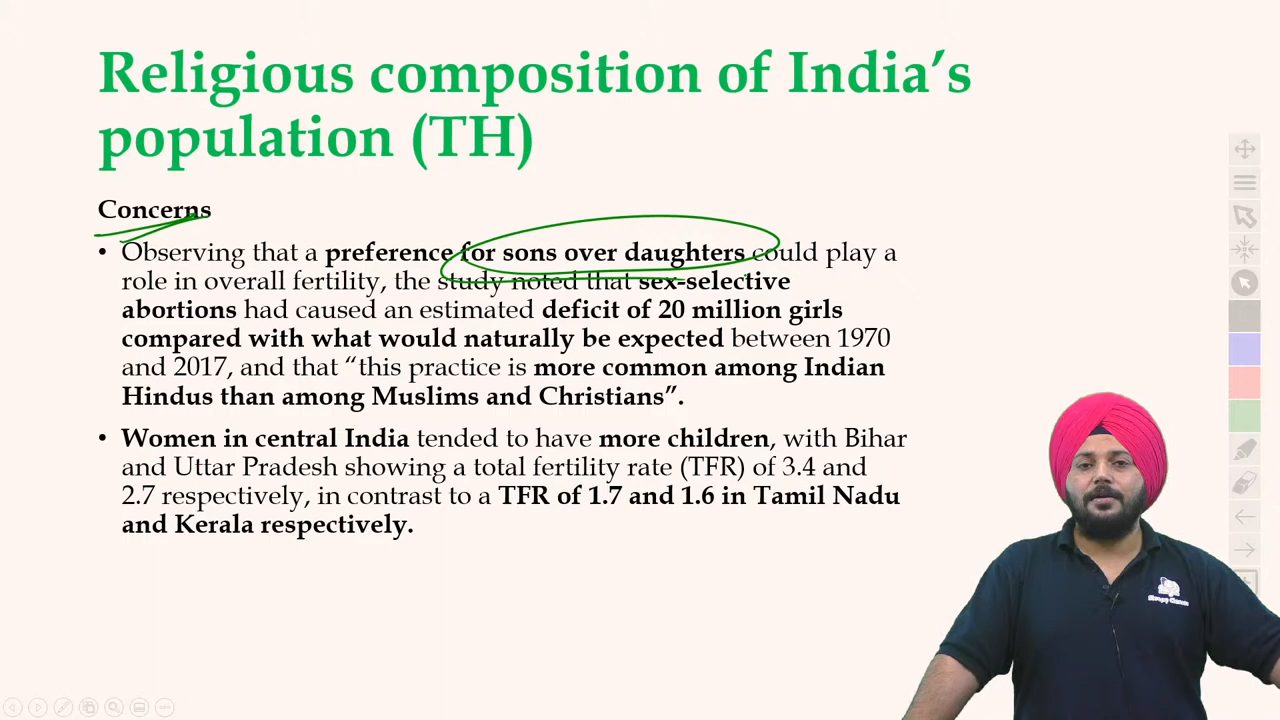 Religious composition of India’s
population (TH)
Concerns
• Observing that a preference for sons over daughters could play a
role in overall fertility, the study noted that sex-selective
abortions had caused an estimated deficit of 20 million girls
compared with what would naturally be expected between 1970
and 2017, and that “this practice is more common among Indian
Hindus than among Muslims and Christians”.
• Women in central India tended to have more children, with Bihar
and Uttar Pradesh showing a total fertility rate (TFR) of 3.4 and
2.7 respectively, in contrast to a TFR of 1.7 and 1.6 in Tamil Nadu
and Kerala respectively.